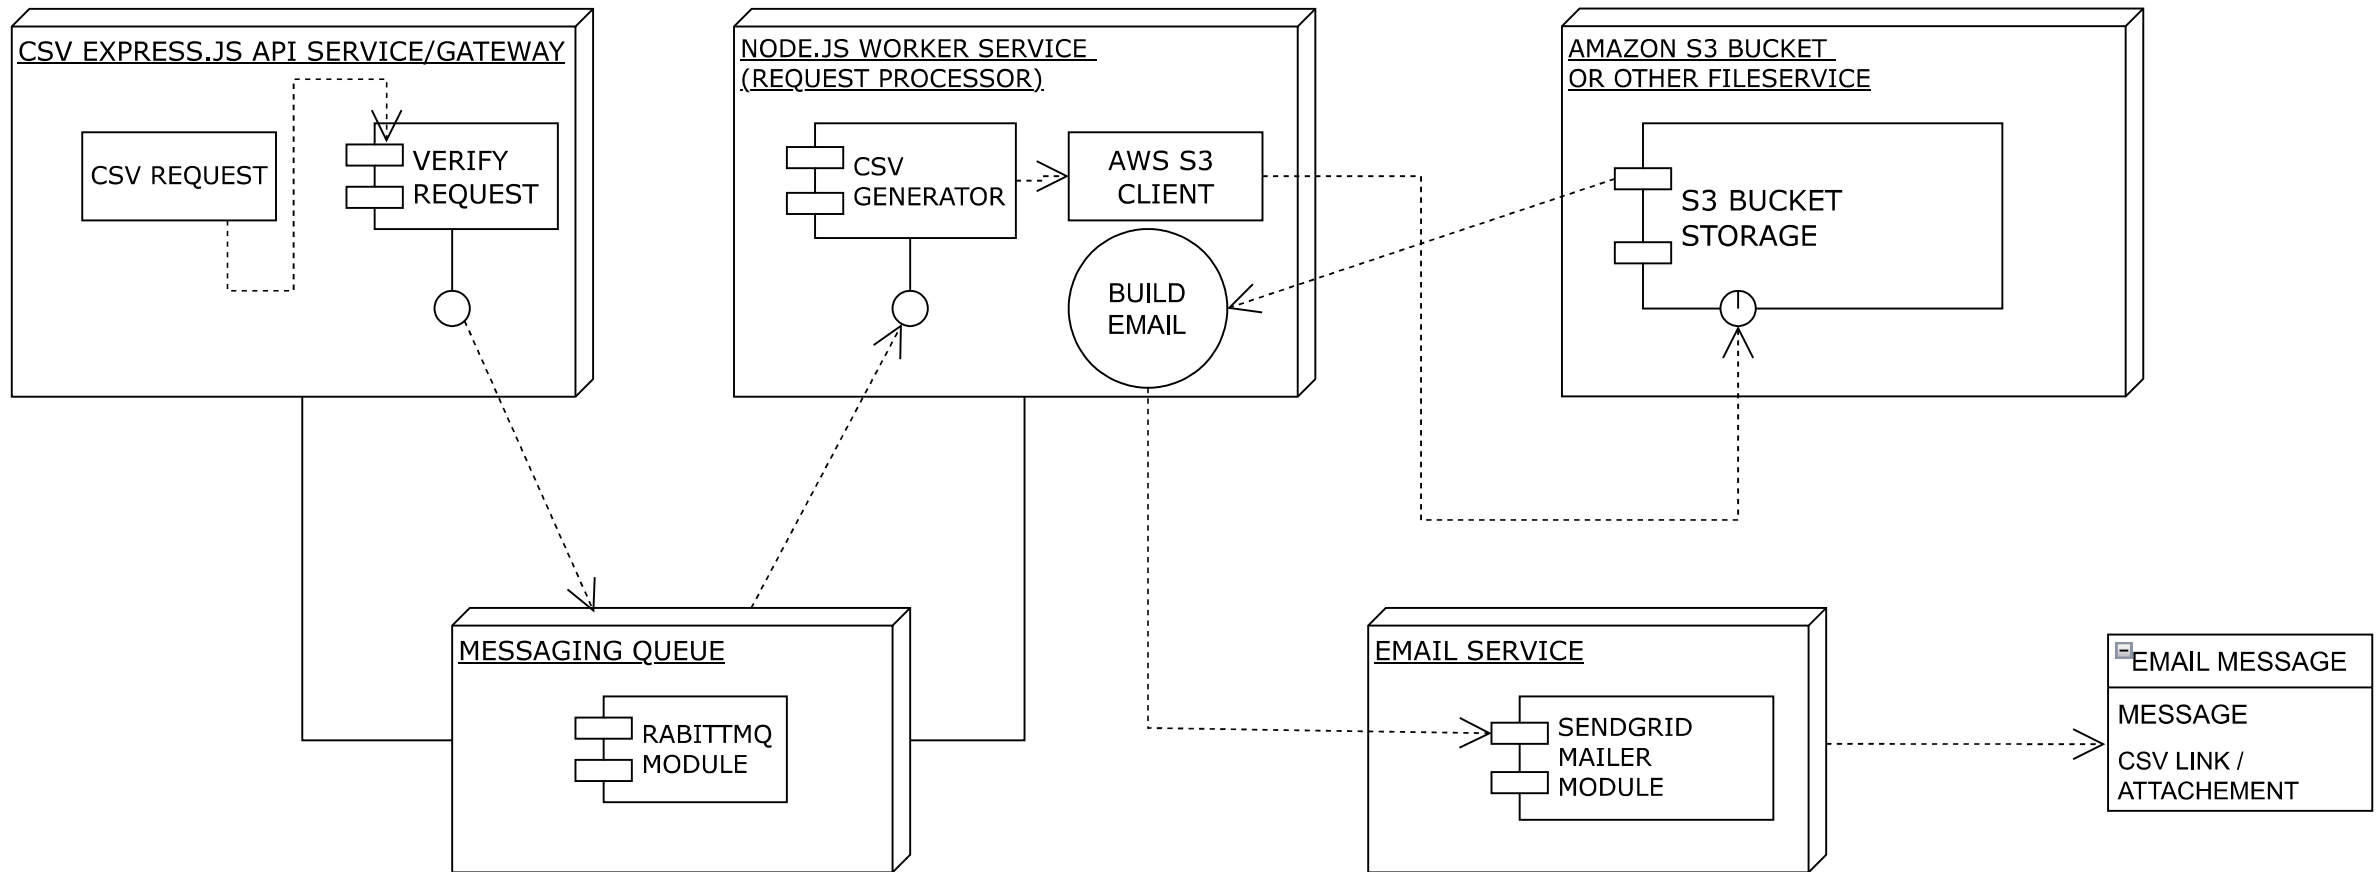 CSV EXPRESS.JS API SERVICE/GATEWAY
CSV REQUEST
VERIFY
REQUEST
NODE.JS WORKER SERVICE
(REQUEST PROCESSOR)
CSV
GENERATOR
AWS S3
CLIENT
BUILD
EMAIL
AMAZON S3 BUCKET
OR OTHER FILESERVICE
S3 BUCKET
STORAGE
MESSAGING QUEUE
RABITTMQ
MODULE
EMAIL SERVICE
SENDGRID
MAILER
MODULE
EMAIL MESSAGE
MESSAGE
CSV LINK /
ATTACHEMENT